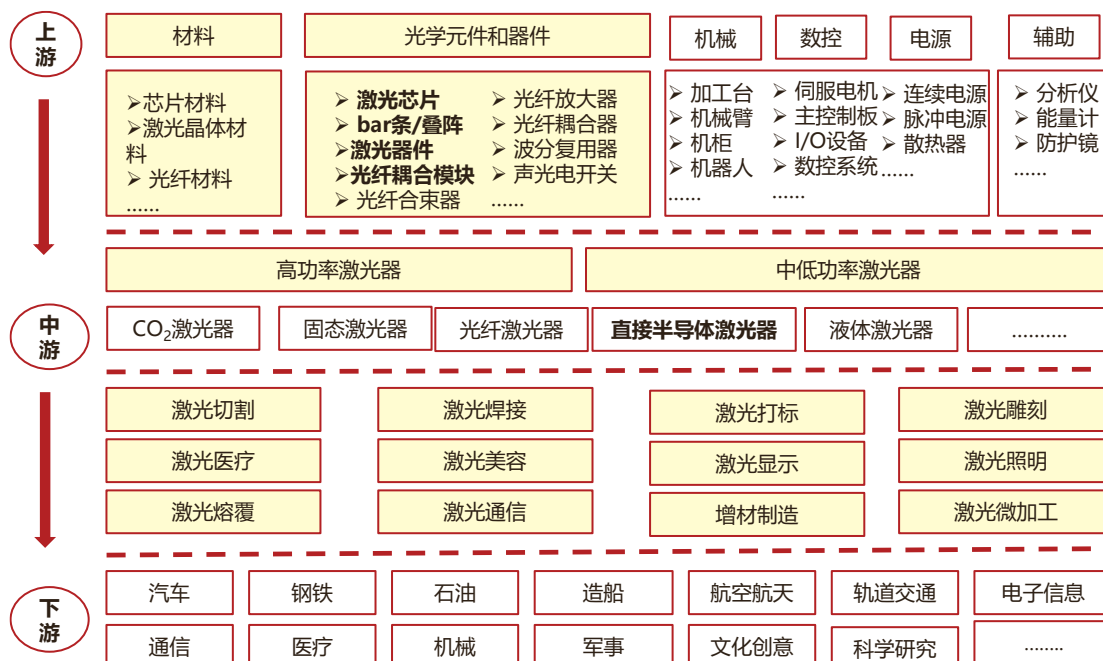 上游
材料
光学元件和器件
机械
数控
电源
辅助
➢芯片材料
➢激光晶体材
料
➢ 光纤材料
……
➢ 激光芯片
➢ bar条/叠阵
➢激光器件
➢光纤耦合模块
➢光纤合束器
➢ 光纤放大器
➢ 光纤耦合器
➢ 波分复用器
➢ 声光电开关
……
➢ 加工台
➢ 机械臂
➢ 机柜
➢ 机器人
……
➢ 伺服电机
➢ 主控制板
➢ I/O设备
➢ 数控系统
……
➢ 连续电源
➢ 脉冲电源
➢ 散热器
……
➢ 分析仪
➢ 能量计
➢ 防护镜
……
高功率激光器
中低功率激光器
中游
CO₂激光器
固态激光器
光纤激光器
直接半导体激光器
液体激光器
..........
激光切割
激光焊接
激光打标
激光雕刻
激光医疗
激光美容
激光显示
激光照明
激光熔覆
激光通信
增材制造
激光微加工
下游
汽车
钢铁
石油
造船
航空航天
轨道交通
电子信息
通信
医疗
机械
军事
文化创意
科学研究
........